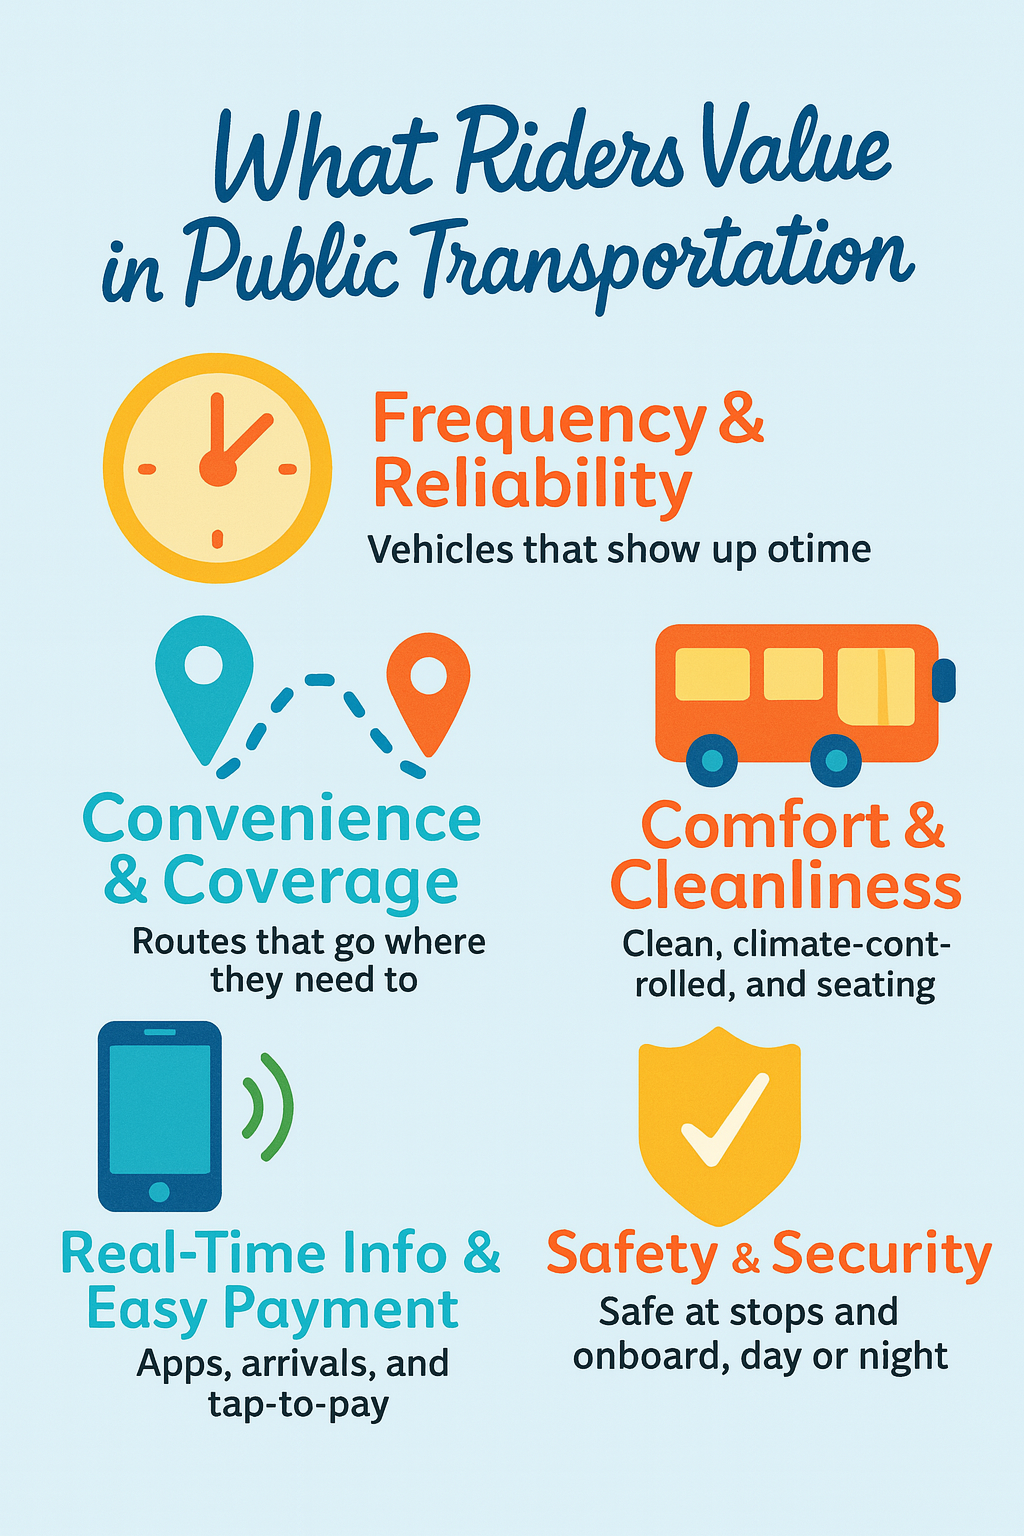 What Riders Value
in Public Transportation
Frequency &
Reliability
Vehicles that show up otime
Convenience
& Coverage
Routes that go where
they need to
Comfort &
Cleanliness
Clean, climate-cont-
rolled, and seating
Real-Time Info &
Easy Payment
Apps, arrivals, and
tap-to-pay
Safety & Security
Safe at stops and
onboard, day or night